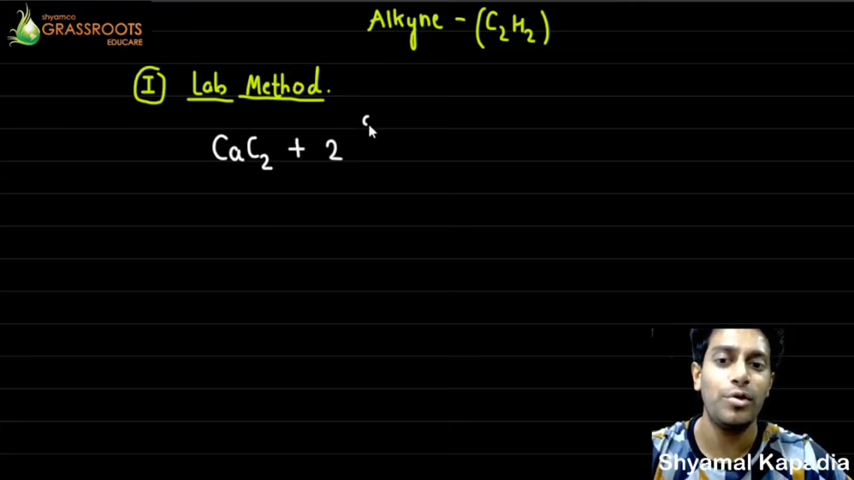 shyamco
GRASSROOTS
EDUCARE
Alkyne - (C₂H₂)
I Lab Method.
CaC₂ + 2
Shyamal Kapadia